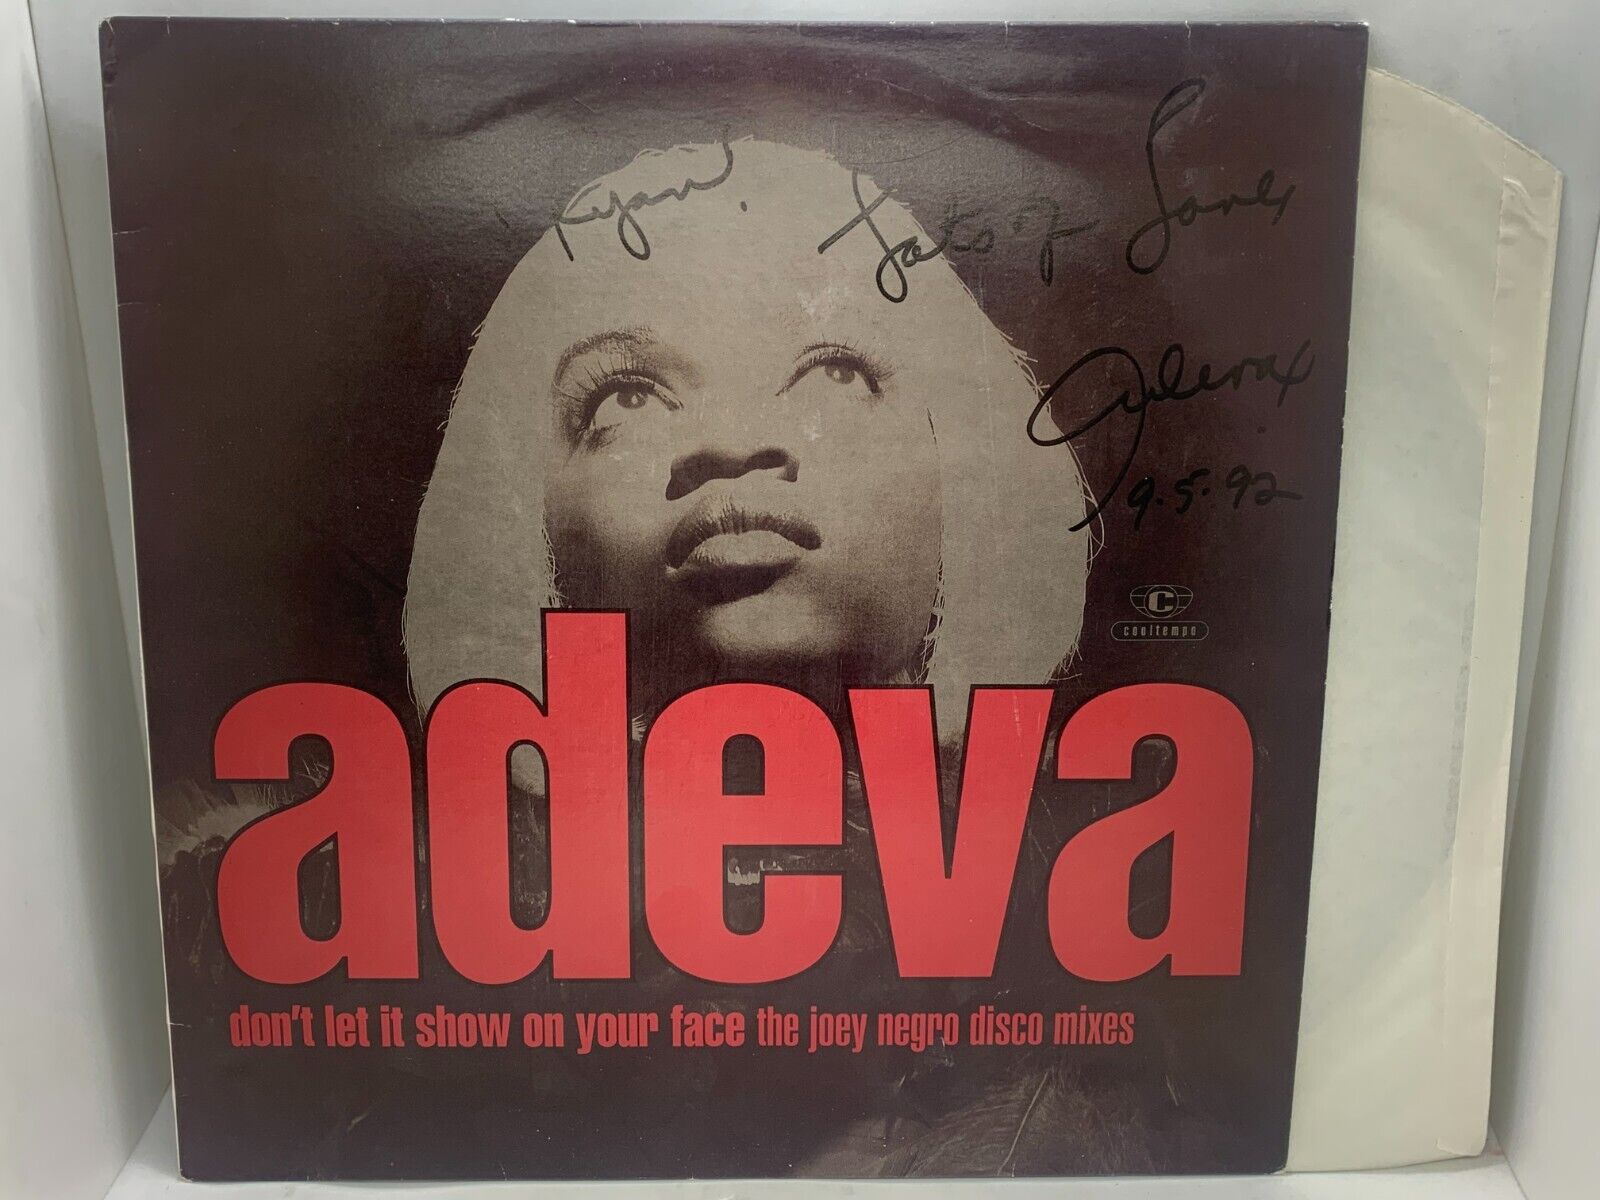 Ryan! Lots of Love x
Adeva x
9.5.92
C
cooltempo
adeva
don't let it show on your face the joey negro disco mixes